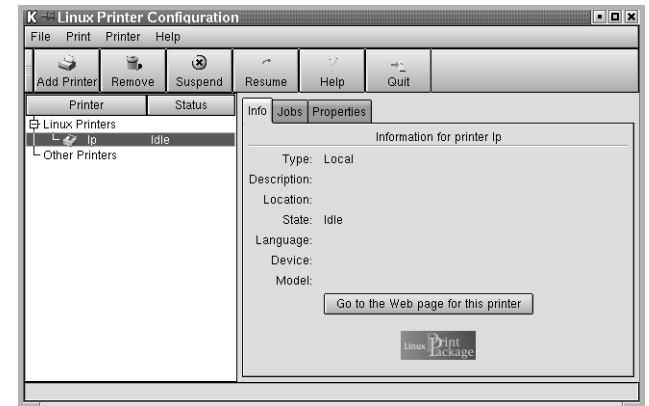 K Linux Printer Configuration
File Print Printer Help
Add Printer Remove Suspend Resume Help Quit
Printer Status
Linux Printers
lp Idle
Other Printers
Info Jobs Properties
Information for printer lp
Type: Local
Description:
Location:
State: Idle
Language:
Device:
Model:
Go to the Web page for this printer
Linux Print Package